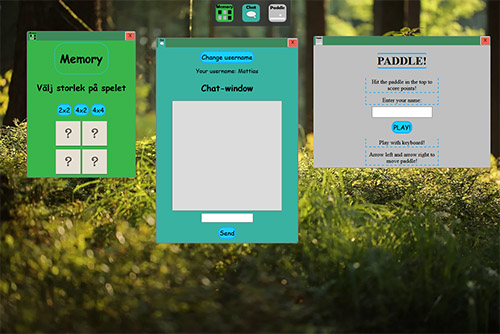 Memory
Chat
Paddle
Memory
Välj storlek på spelet
2x2 4x2 4x4
? ?
? ?
Change username
Your username: Mattias
Chat-window
Send
PADDLE!
Hit the paddle in the top to
score points!
Enter your name:
PLAY!
Play with keyboard!
Arrow left and arrow right to
move paddle!